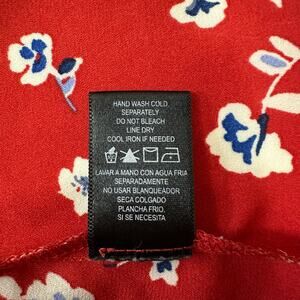 HAND WASH COLD,
SEPARATELY
DO NOT BLEACH
LINE DRY
COOL IRON IF NEEDED
LAVAR A MANO CON AGUA FRIA
SEPARADAMENTE
NO USAR BLANQUEADOR
SECA COLGADO
PLANCHA FRIO.
SI SE NECESITA